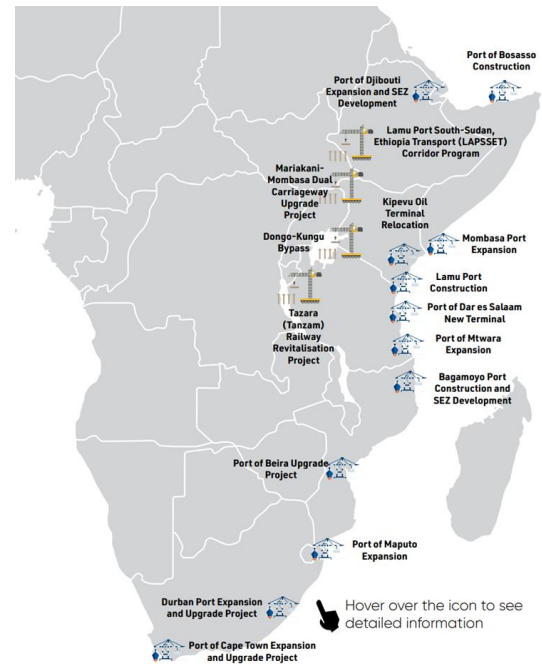 Port of Bosasso
Construction
Port of Djibouti
Expansion and SEZ
Development
Lamu Port South-Sudan,
Ethiopia Transport (LAPSSET)
Corridor Program
Mariakani-
Mombasa Dual
Carriageway
Upgrade
Project
Kipevu Oil
Terminal
Relocation
Dongo-Kungu
Bypass
Mombasa Port
Expansion
Lamu Port
Construction
Tazara
(Tanzam)
Railway
Revitalisation
Project
Port of Dar es Salaam
New Terminal
Port of Mtwara
Expansion
Bagamoyo Port
Construction and
SEZ Development
Port of Beira Upgrade
Project
Port of Maputo
Expansion
Durban Port Expansion
and Upgrade Project
Hover over the icon to see
detailed information
Port of Cape Town Expansion
and Upgrade Project